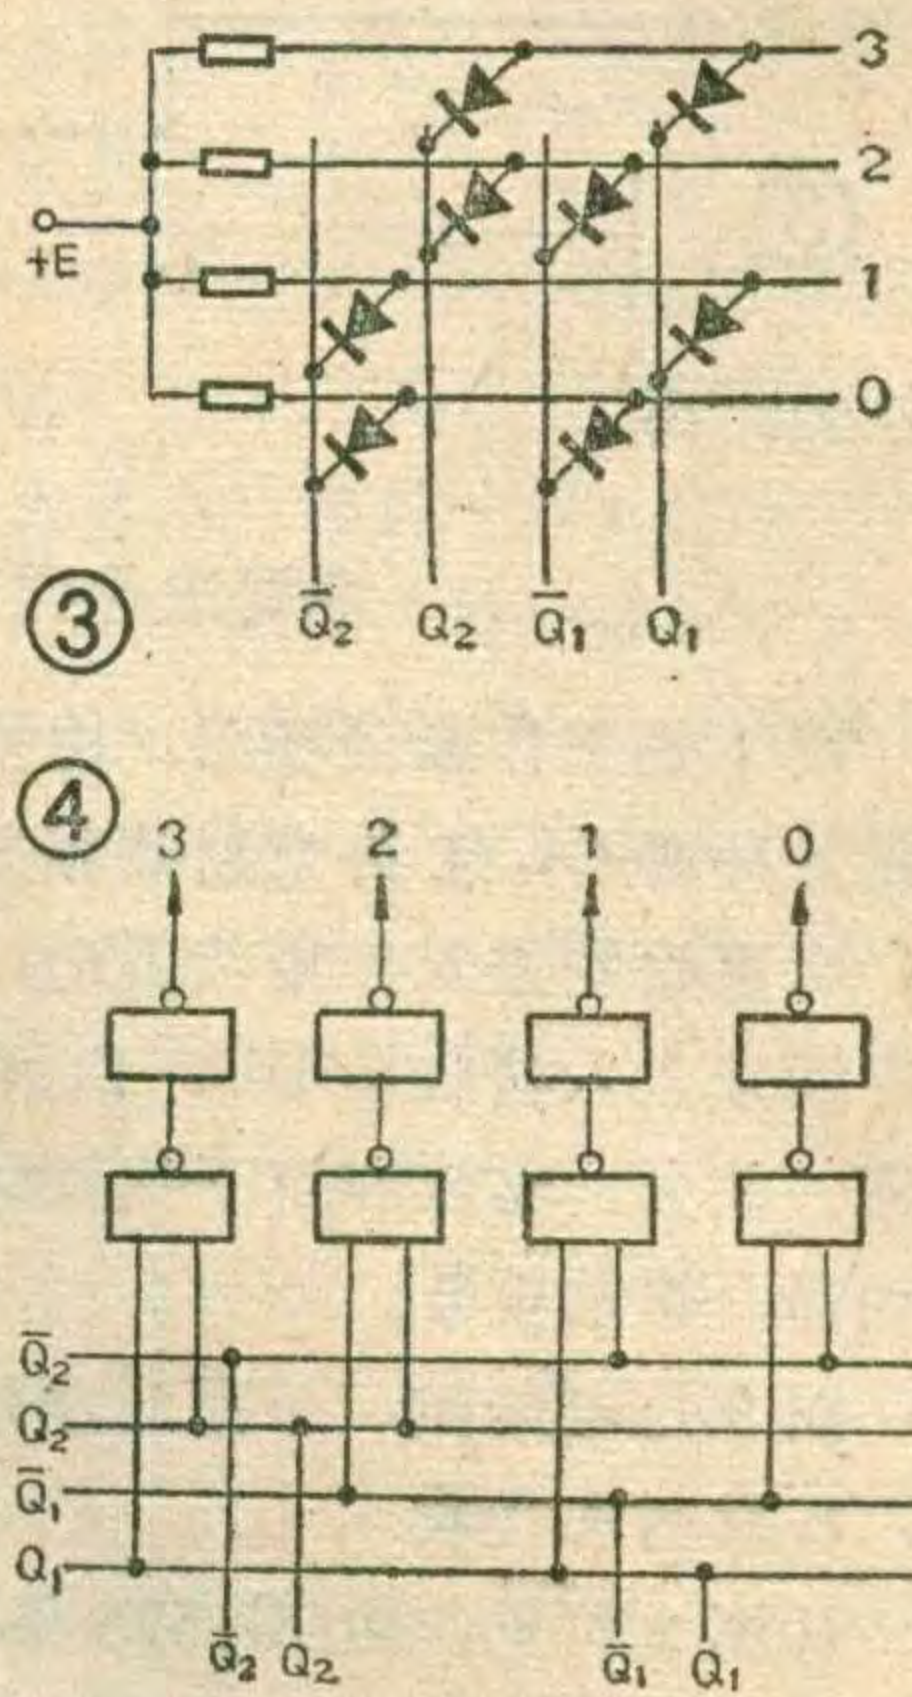 3
2
+E
1
0
Q̅₂ Q₂ Q̅₁ Q₁
③
④
3 2 1 0
Q̅₂
Q₂
Q̅₁
Q₁
Q̅₂ Q₂ Q̅₁ Q₁